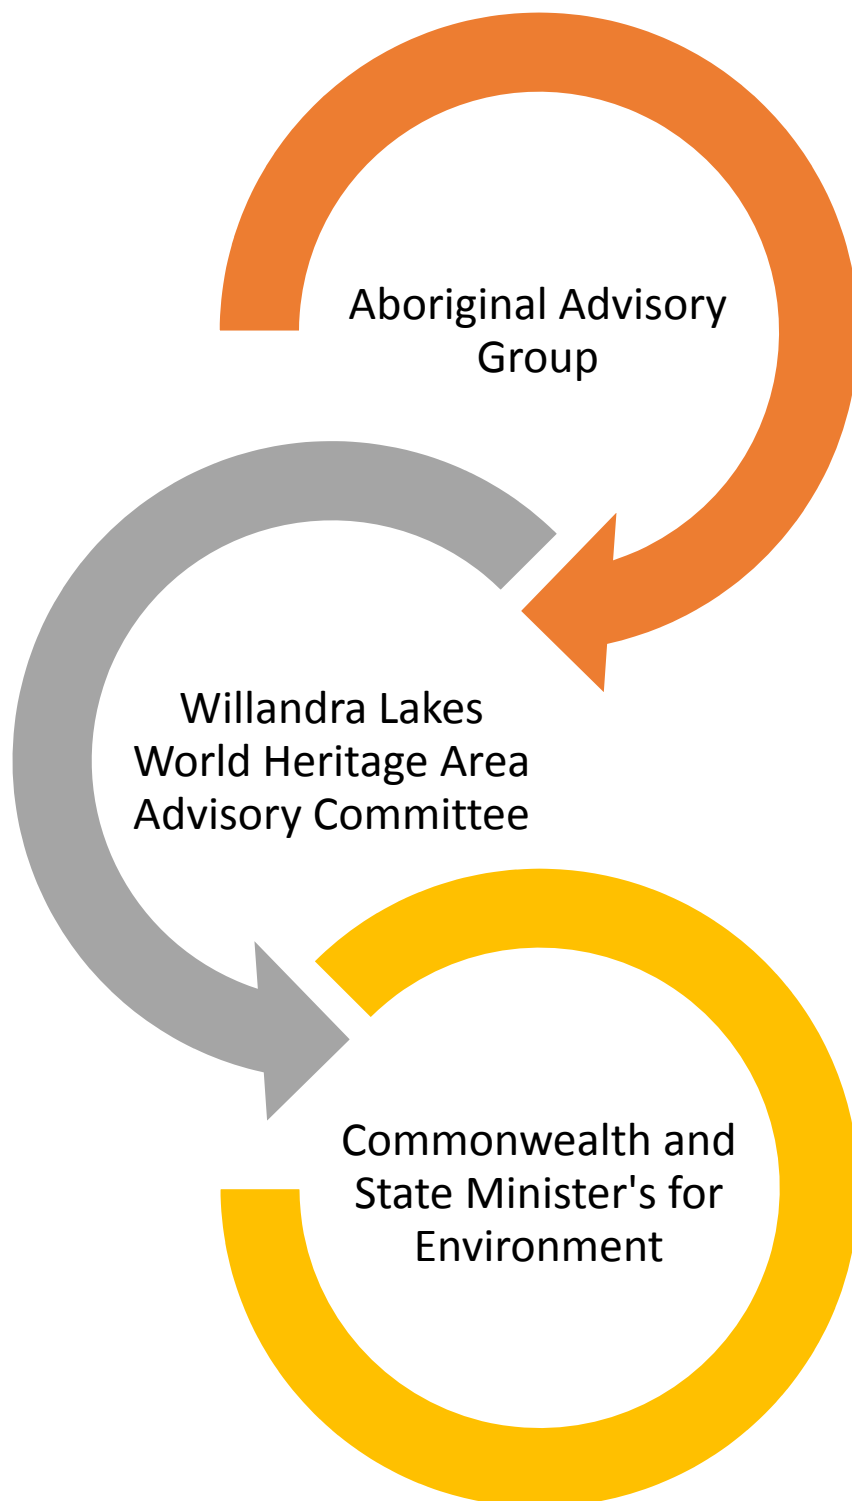 Aboriginal Advisory
Group
Willandra Lakes
World Heritage Area
Advisory Committee
Commonwealth and
State Minister's for
Environment